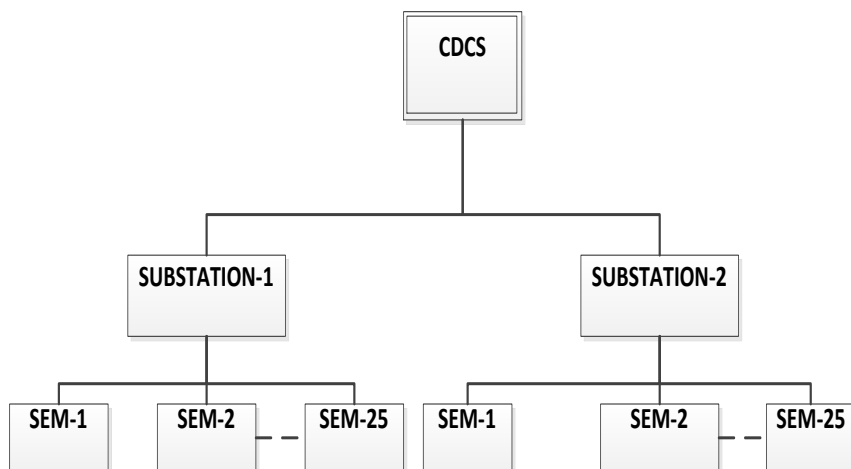 CDCS
SUBSTATION-1
SUBSTATION-2
SEM-1
SEM-2
SEM-25
SEM-1
SEM-2
SEM-25